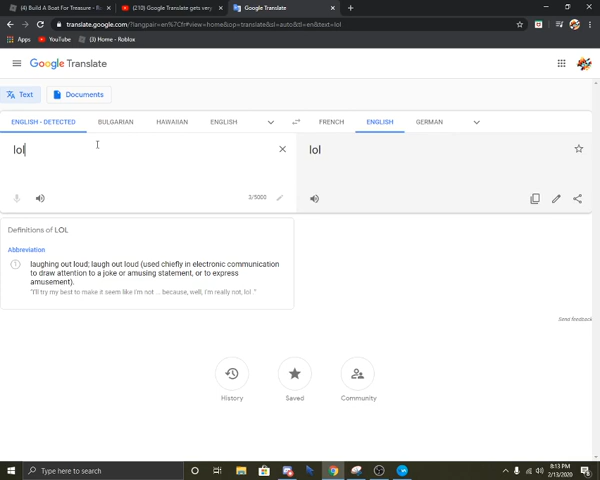 (4) Build A Boat For Treasure - R
(210) Google Translate gets very
Google Translate
translate.google.com/?langpair=en%7Cfr#view=home&op=translate&sl=auto&tl=en&text=lol
Apps
YouTube
(3) Home - Roblox
Google Translate
Text
Documents
ENGLISH - DETECTED
BULGARIAN
HAWAIIAN
ENGLISH
FRENCH
ENGLISH
GERMAN
lol
lol
3/5000
Definitions of LOL
Abbreviation
laughing out loud; laugh out loud (used chiefly in electronic communication
to draw attention to a joke or amusing statement, or to express
amusement).
"I'll try my best to make it seem like i'm not ... because, well, i'm really not, lol."
Send feedback
History
Saved
Community
Type here to search
8:13 PM
2/13/2020